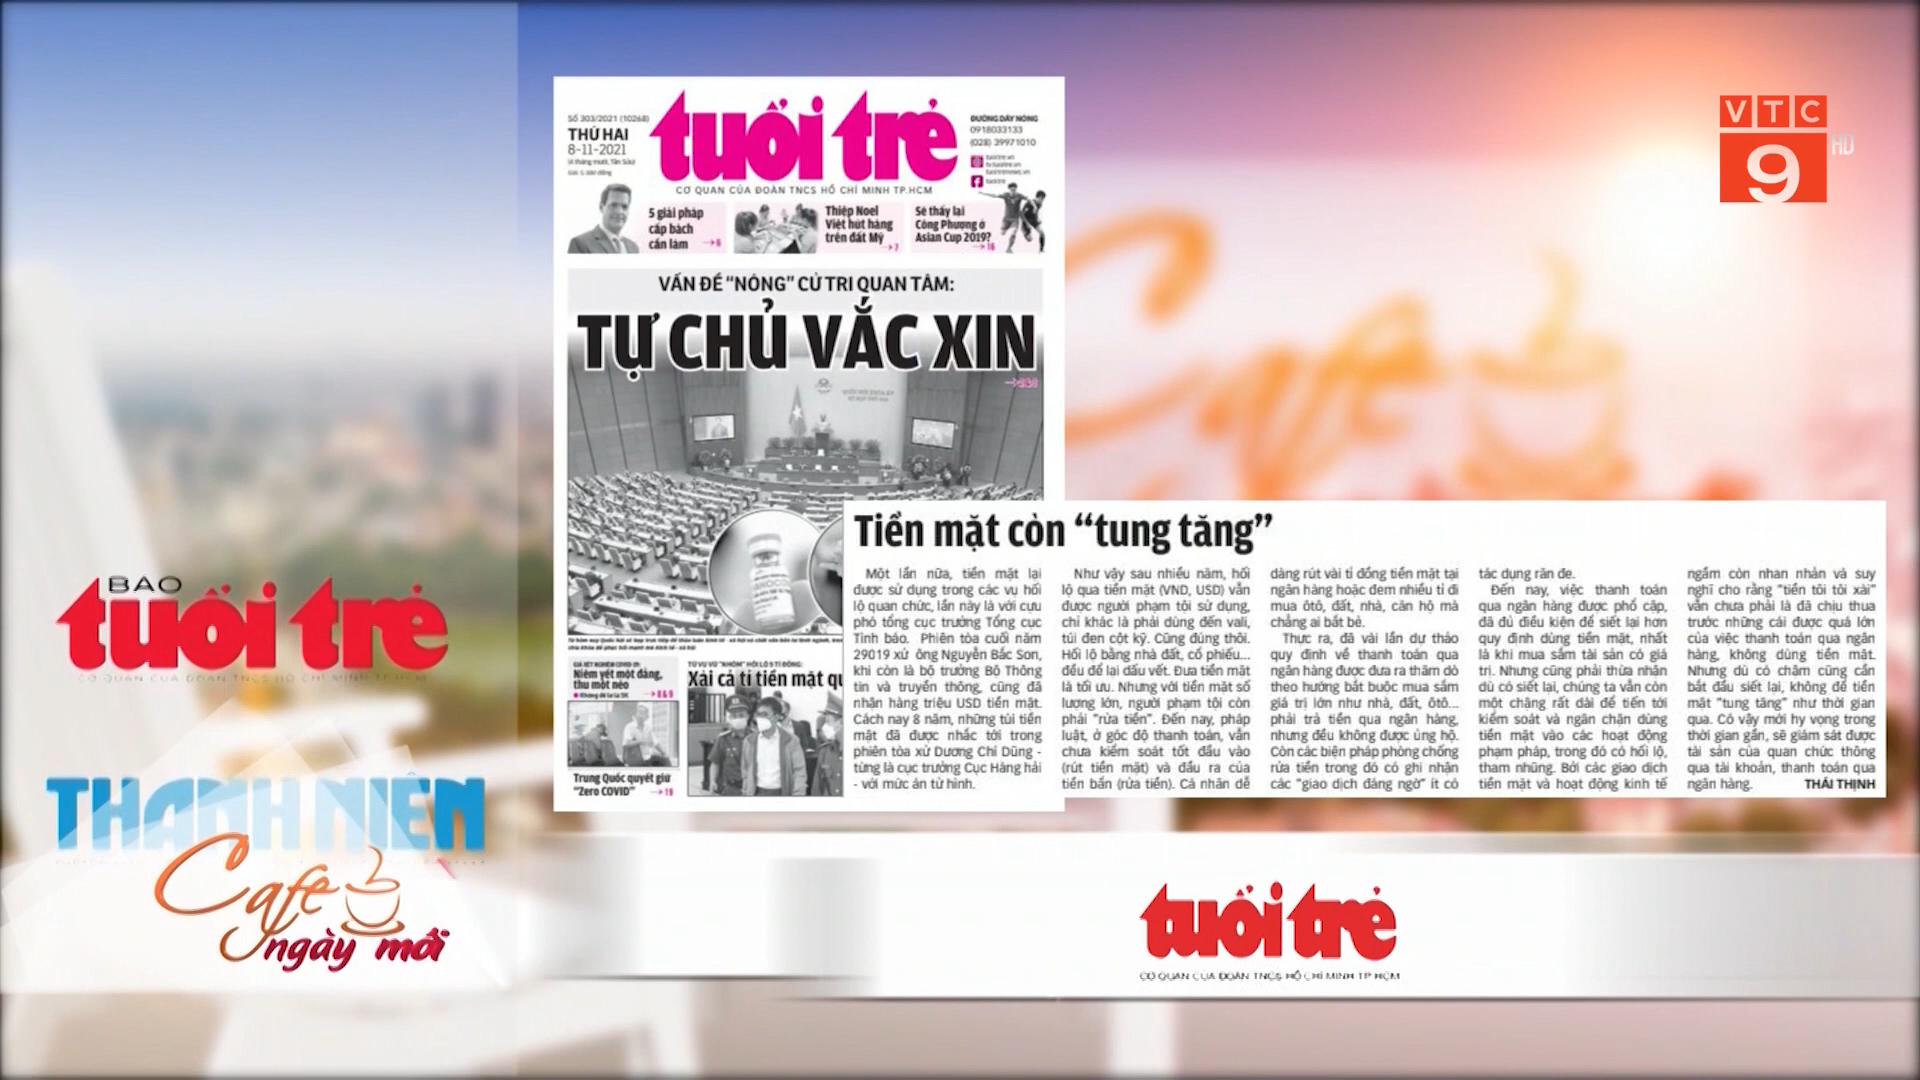 VTC
9
HD
Số 303/2021 (10268)
THỨ HAI
8-11-2021
tuổi trẻ
CƠ QUAN CỦA ĐOÀN TNCS HỒ CHÍ MINH TP.HCM
ĐƯỜNG DÂY NÓNG
0918033133
(028) 39971010
5 giải pháp
cấp bách
cần làm
Thiệp Noel
Việt hút hàng
trên đất Mỹ
Sẽ thấy lại
Công Phượng ở
Asian Cup 2019?
VẤN ĐỀ "NÓNG" CỬ TRI QUAN TÂM:
TỰ CHỦ VẮC XIN
Niêm yết một đằng,
thu một nẻo
Trung Quốc quyết giữ
"Zero COVID"
Xài cả tỉ tiền mặt qu
Tiền mặt còn "tung tăng"
Một lần nữa, tiền mặt lại
được sử dụng trong các vụ hối
lộ quan chức, lần này là với cựu
phó tổng cục trưởng Tổng cục
Tình báo. Phiên tòa cuối năm
29019 xử ông Nguyễn Bắc Son,
khi còn là bộ trưởng Bộ Thông
tin và truyền thông, cũng đã
nhận hàng triệu USD tiền mặt.
Cách nay 8 năm, những túi tiền
mặt đã được nhắc tới trong
phiên tòa xử Dương Chí Dũng -
từng là cục trưởng Cục Hàng hải
- với mức án tử hình.
Như vậy sau nhiều năm, hối
lộ qua tiền mặt (VND, USD) vẫn
được người phạm tội sử dụng,
chỉ khác là phải dùng đến vali,
túi đen cột kỹ. Cũng đúng thôi.
Hối lộ bằng nhà đất, cổ phiếu...
đều để lại dấu vết. Đưa tiền mặt
là tối ưu. Nhưng với tiền mặt số
lượng lớn, người phạm tội còn
phải "rửa tiền". Đến nay, pháp
luật, ở góc độ thanh toán, vẫn
chưa kiểm soát tốt đầu vào
(rút tiền mặt) và đầu ra của
tiền bẩn (rửa tiền). Cá nhân dễ
dàng rút vài tỉ đồng tiền mặt tại
ngân hàng hoặc đem nhiều tỉ đi
mua ôtô, đất, nhà, căn hộ mà
chẳng ai bắt bẻ.
Thực ra, đã vài lần dự thảo
quy định về thanh toán qua
ngân hàng được đưa ra thăm dò
theo hướng bắt buộc mua sắm
giá trị lớn như nhà, đất, ôtô...
phải trả tiền qua ngân hàng,
nhưng đều không được ủng hộ.
Còn các biện pháp phòng chống
rửa tiền trong đó có ghi nhận
các "giao dịch đáng ngờ" ít có
tác dụng răn đe.
Đến nay, việc thanh toán
qua ngân hàng được phổ cập,
đã đủ điều kiện để siết lại hơn
quy định dùng tiền mặt, nhất
là khi mua sắm tài sản có giá
trị. Nhưng cũng phải thừa nhận
dù có siết lại, chúng ta vẫn còn
một chặng rất dài để tiến tới
kiểm soát và ngăn chặn dùng
tiền mặt vào các hoạt động
phạm pháp, trong đó có hối lộ,
tham nhũng. Bởi các giao dịch
tiền mặt và hoạt động kinh tế
ngầm còn nhan nhản và suy
nghĩ cho rằng "tiền tôi tôi xài"
vẫn chưa phải là đã chịu thua
trước những cái được quá lớn
của việc thanh toán qua ngân
hàng, không dùng tiền mặt.
Nhưng dù có chậm cũng cần
bắt đầu siết lại, không để tiền
mặt "tung tăng" như thời gian
qua. Có vậy mới hy vọng trong
thời gian gần, sẽ giám sát được
tài sản của quan chức thông
qua tài khoản, thanh toán qua
ngân hàng. THÁI THỊNH
BÁO
tuổi trẻ
CƠ QUAN CỦA ĐOÀN TNCS HỒ CHÍ MINH TP.HCM
THANH NIÊN
Cafe
ngày mới
tuổi trẻ
CƠ QUAN CỦA ĐOÀN TNCS HỒ CHÍ MINH TP HCM
Cafe